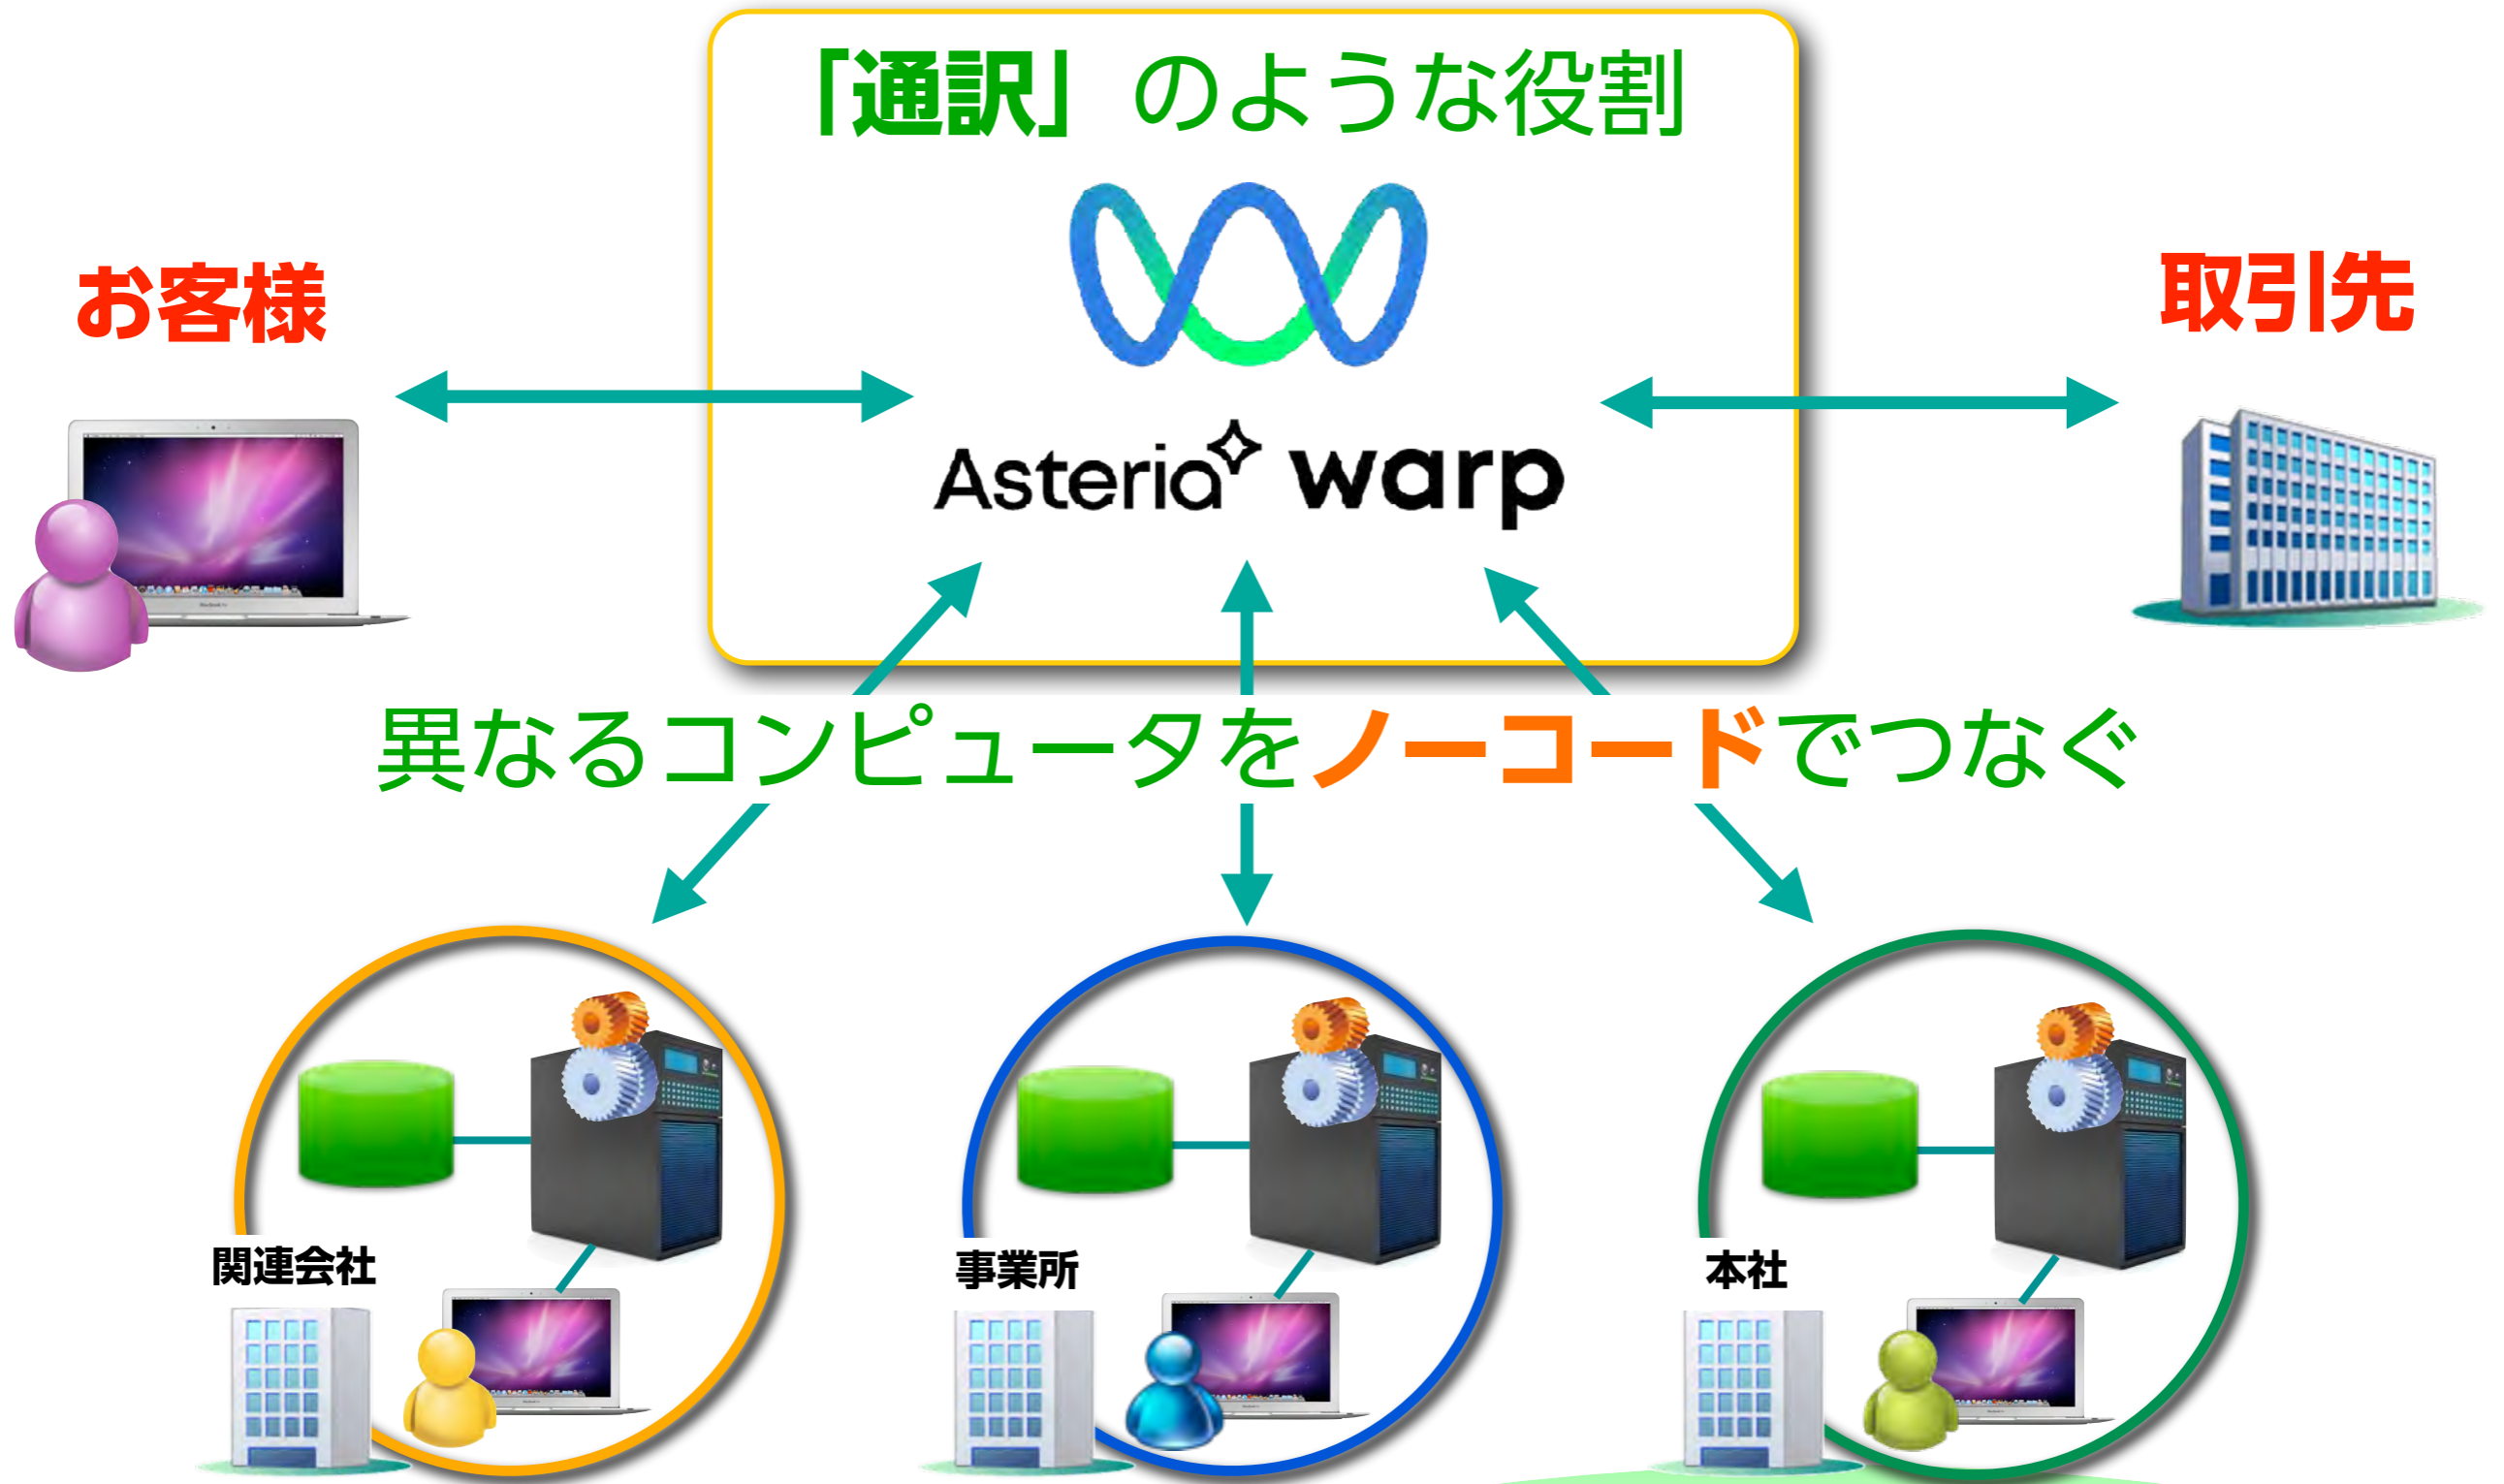 「通訳」のような役割
お客様
取引先
Asteria warp
異なるコンピュータをノーコードでつなぐ
関連会社
事業所
本社